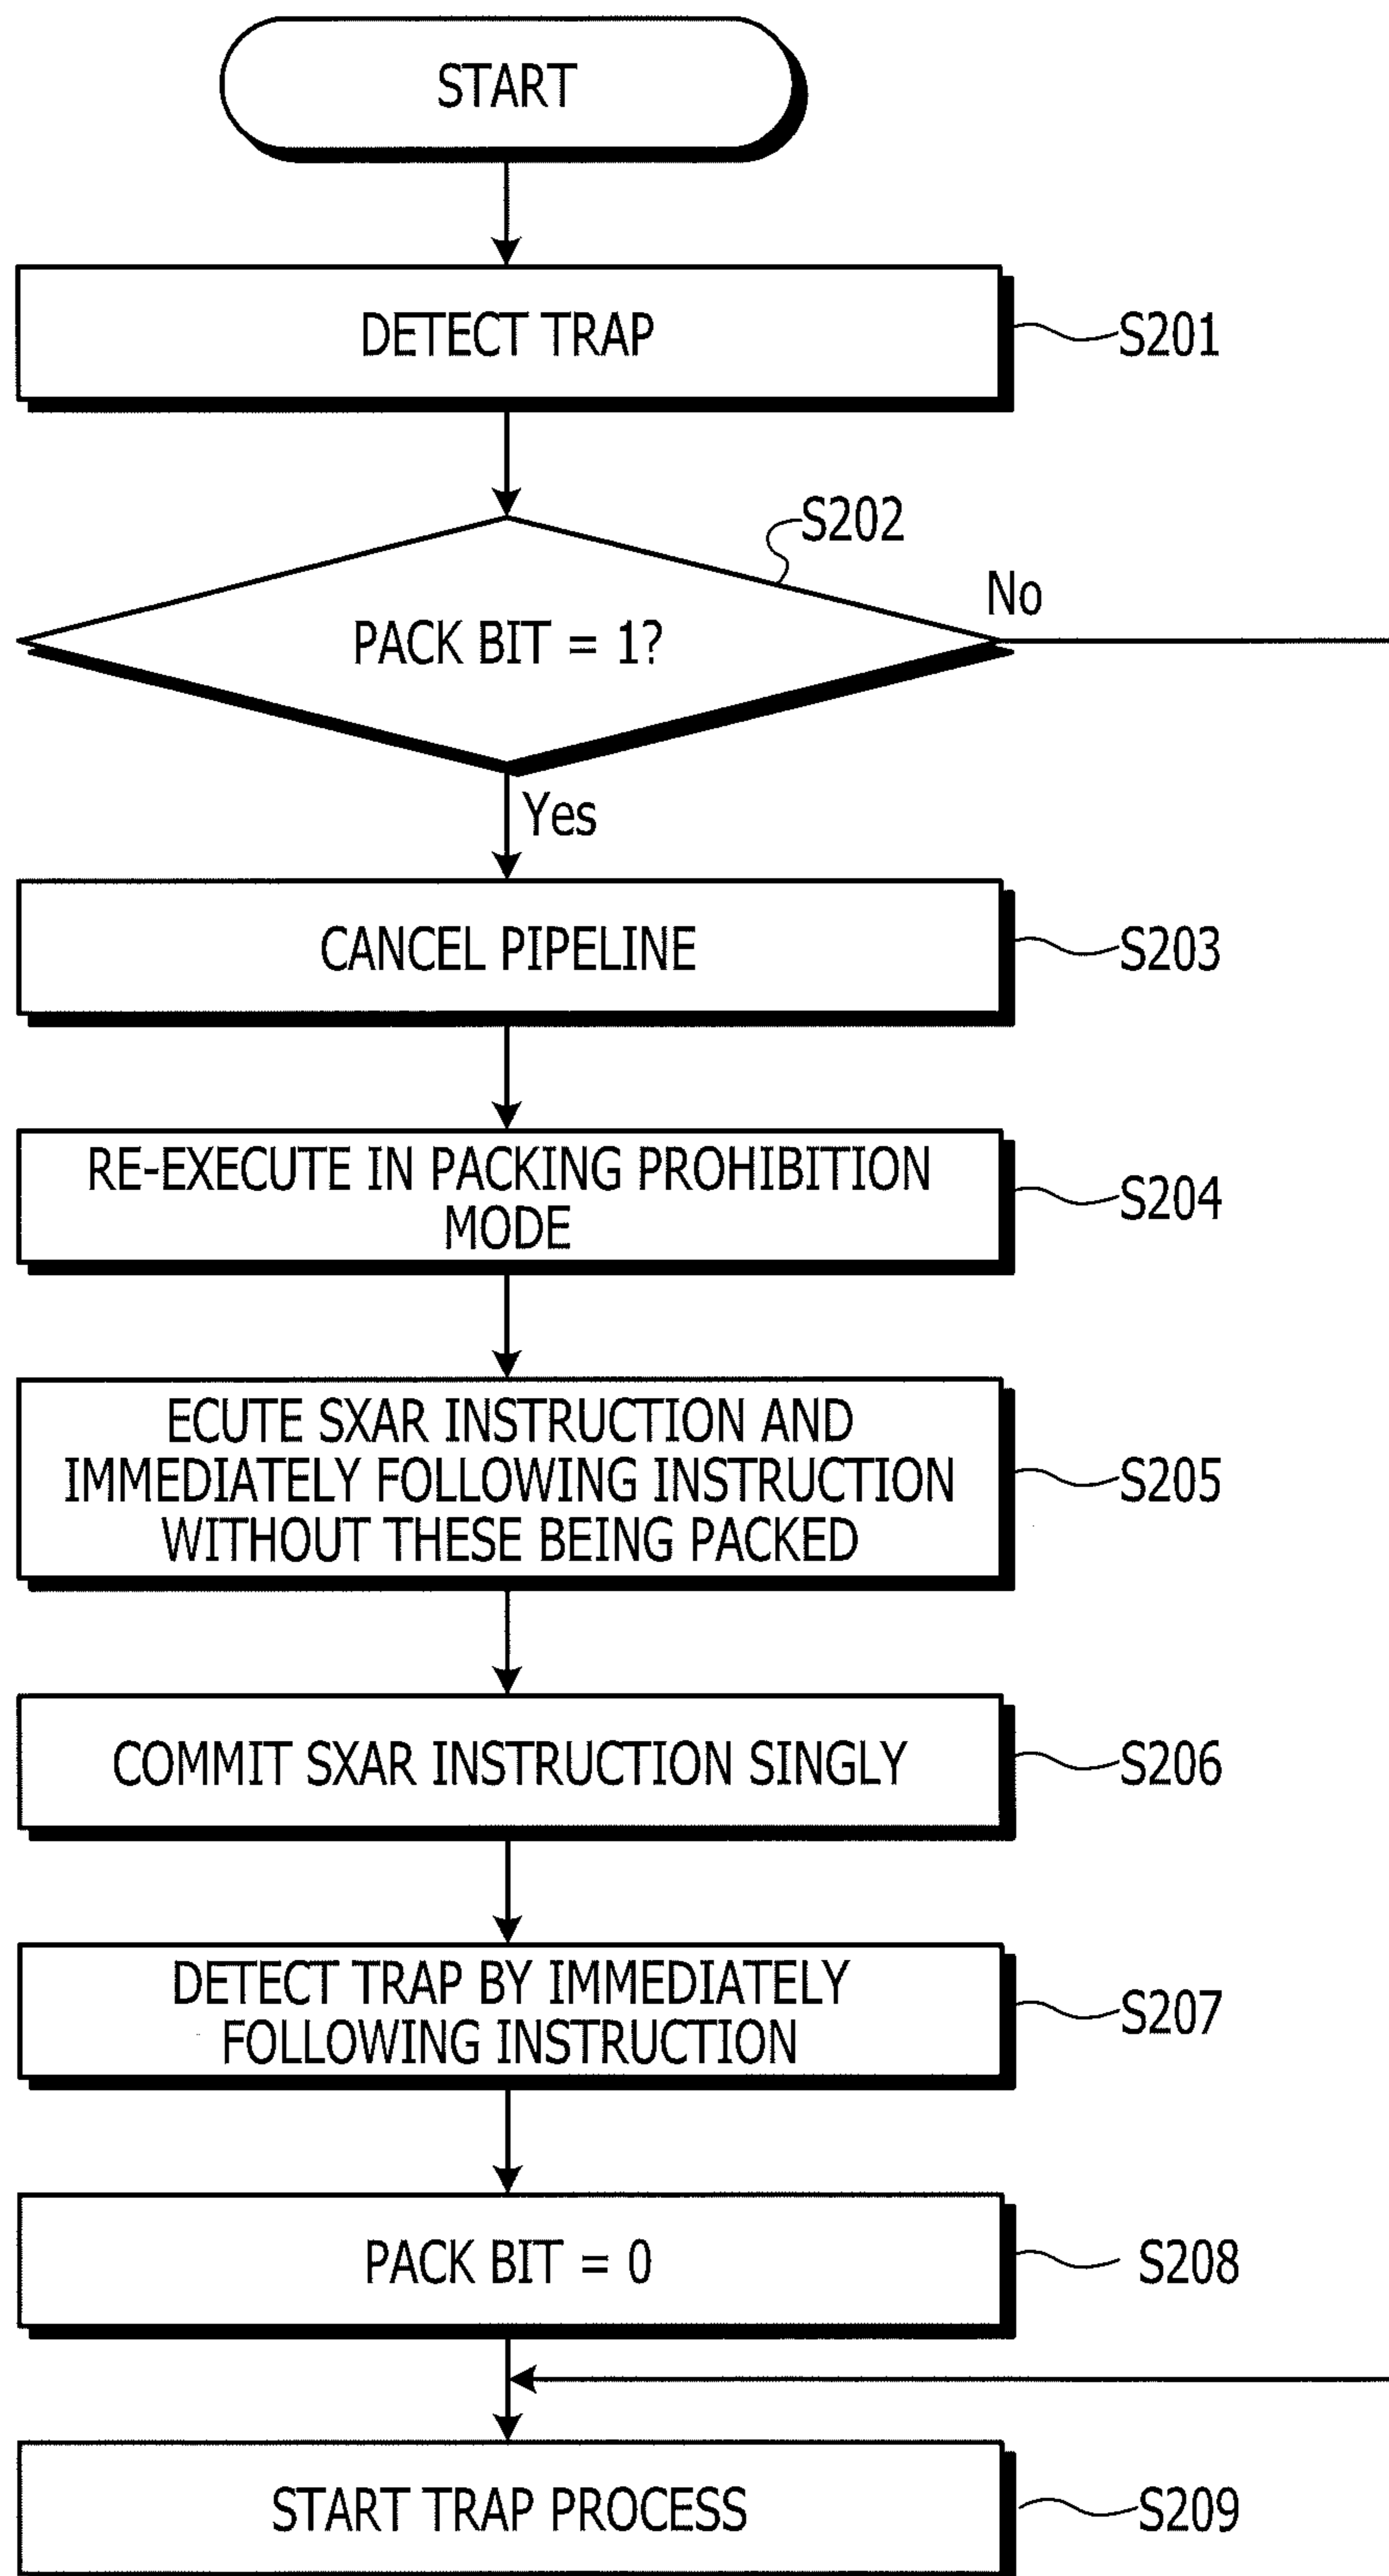 START
DETECT TRAP
S201
S202
PACK BIT = 1?
No
Yes
CANCEL PIPELINE
S203
RE-EXECUTE IN PACKING PROHIBITION
MODE
S204
ECUTE SXAR INSTRUCTION AND
IMMEDIATELY FOLLOWING INSTRUCTION
WITHOUT THESE BEING PACKED
S205
COMMIT SXAR INSTRUCTION SINGLY
S206
DETECT TRAP BY IMMEDIATELY
FOLLOWING INSTRUCTION
S207
PACK BIT = 0
S208
START TRAP PROCESS
S209